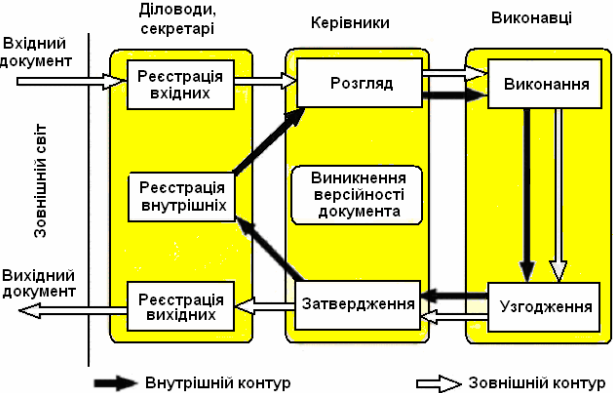 Діловоди,
секретарі
Керівники
Виконавці
Вхідний
документ
Реєстрація
вхідних
Розгляд
Виконання
Зовнішній світ
Реєстрація
внутрішніх
Виникнення
версійності
документа
Вихідний
документ
Реєстрація
вихідних
Затвердження
Узгодження
Внутрішній контур
Зовнішній контур